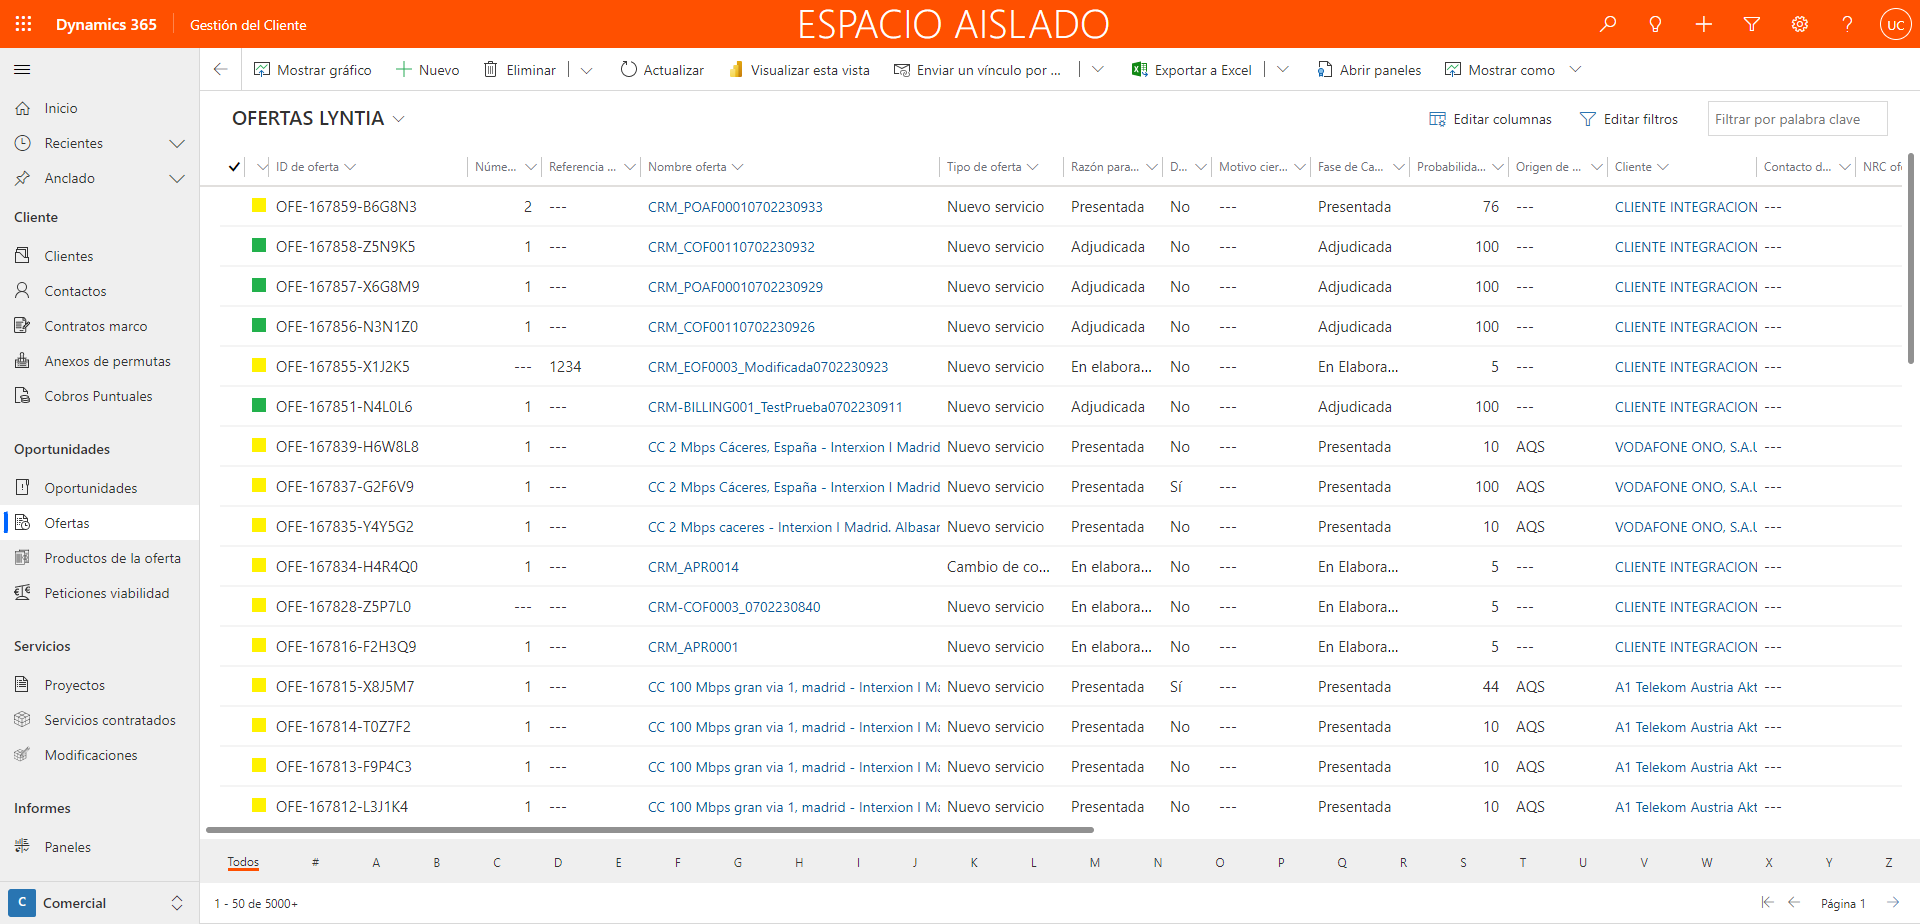 Dynamics 365 Gestión del Cliente ESPACIO AISLADO ? UC
Mostrar gráfico Nuevo Eliminar Actualizar Visualizar esta vista Enviar un vínculo por ... Exportar a Excel Abrir paneles Mostrar como
Inicio
Recientes
Anclado
Cliente
Clientes
Contactos
Contratos marco
Anexos de permutas
Cobros Puntuales
Oportunidades
Oportunidades
Ofertas
Productos de la oferta
Peticiones viabilidad
Servicios
Proyectos
Servicios contratados
Modificaciones
Informes
Paneles
C Comercial
OFERTAS LYNTIA Editar columnas Editar filtros Filtrar por palabra clave
ID de oferta Núme... Referencia ... Nombre oferta Tipo de oferta Razón para... D... Motivo cier... Fase de Ca... Probabilida... Origen de ... Cliente Contacto d... NRC of
OFE-167859-B6G8N3 2 --- CRM_POAF00010702230933 Nuevo servicio Presentada No --- Presentada 76 --- CLIENTE INTEGRACION ---
OFE-167858-Z5N9K5 1 --- CRM_COF00110702230932 Nuevo servicio Adjudicada No --- Adjudicada 100 --- CLIENTE INTEGRACION ---
OFE-167857-X6G8M9 1 --- CRM_POAF00010702230929 Nuevo servicio Adjudicada No --- Adjudicada 100 --- CLIENTE INTEGRACION ---
OFE-167856-N3N1Z0 1 --- CRM_COF00110702230926 Nuevo servicio Adjudicada No --- Adjudicada 100 --- CLIENTE INTEGRACION ---
OFE-167855-X1J2K5 --- 1234 CRM_EOF0003_Modificada0702230923 Nuevo servicio En elabora... No --- En Elabora... 5 --- CLIENTE INTEGRACION ---
OFE-167851-N4L0L6 1 --- CRM-BILLING001_TestPrueba0702230911 Nuevo servicio Adjudicada No --- Adjudicada 100 --- CLIENTE INTEGRACION ---
OFE-167839-H6W8L8 1 --- CC 2 Mbps Cáceres, España - Interxion I Madrid Nuevo servicio Presentada No --- Presentada 10 AQS VODAFONE ONO, S.A.U ---
OFE-167837-G2F6V9 1 --- CC 2 Mbps Cáceres, España - Interxion I Madrid Nuevo servicio Presentada Sí --- Presentada 100 AQS VODAFONE ONO, S.A.U ---
OFE-167835-Y4Y5G2 1 --- CC 2 Mbps caceres - Interxion I Madrid. Albasar Nuevo servicio Presentada No --- Presentada 10 AQS VODAFONE ONO, S.A.U ---
OFE-167834-H4R4Q0 1 --- CRM_APR0014 Cambio de co... En elabora... No --- En Elabora... 5 --- CLIENTE INTEGRACION ---
OFE-167828-Z5P7L0 --- --- CRM-COF0003_0702230840 Nuevo servicio En elabora... No --- En Elabora... 5 --- CLIENTE INTEGRACION ---
OFE-167816-F2H3Q9 1 --- CRM_APR0001 Nuevo servicio En elabora... No --- En Elabora... 5 --- CLIENTE INTEGRACION ---
OFE-167815-X8J5M7 1 --- CC 100 Mbps gran via 1, madrid - Interxion I Ma Nuevo servicio Presentada Sí --- Presentada 44 AQS A1 Telekom Austria Akt ---
OFE-167814-T0Z7F2 1 --- CC 100 Mbps gran via 1, madrid - Interxion I Ma Nuevo servicio Presentada No --- Presentada 10 AQS A1 Telekom Austria Akt ---
OFE-167813-F9P4C3 1 --- CC 100 Mbps gran via 1, madrid - Interxion I Ma Nuevo servicio Presentada No --- Presentada 10 AQS A1 Telekom Austria Akt ---
OFE-167812-L3J1K4 1 --- CC 100 Mbps gran via 1, madrid - Interxion I Ma Nuevo servicio Presentada No --- Presentada 10 AQS A1 Telekom Austria Akt ---
Todos # A B C D E F G H I J K L M N O P Q R S T U V W X Y Z
1 - 50 de 5000+ Página 1